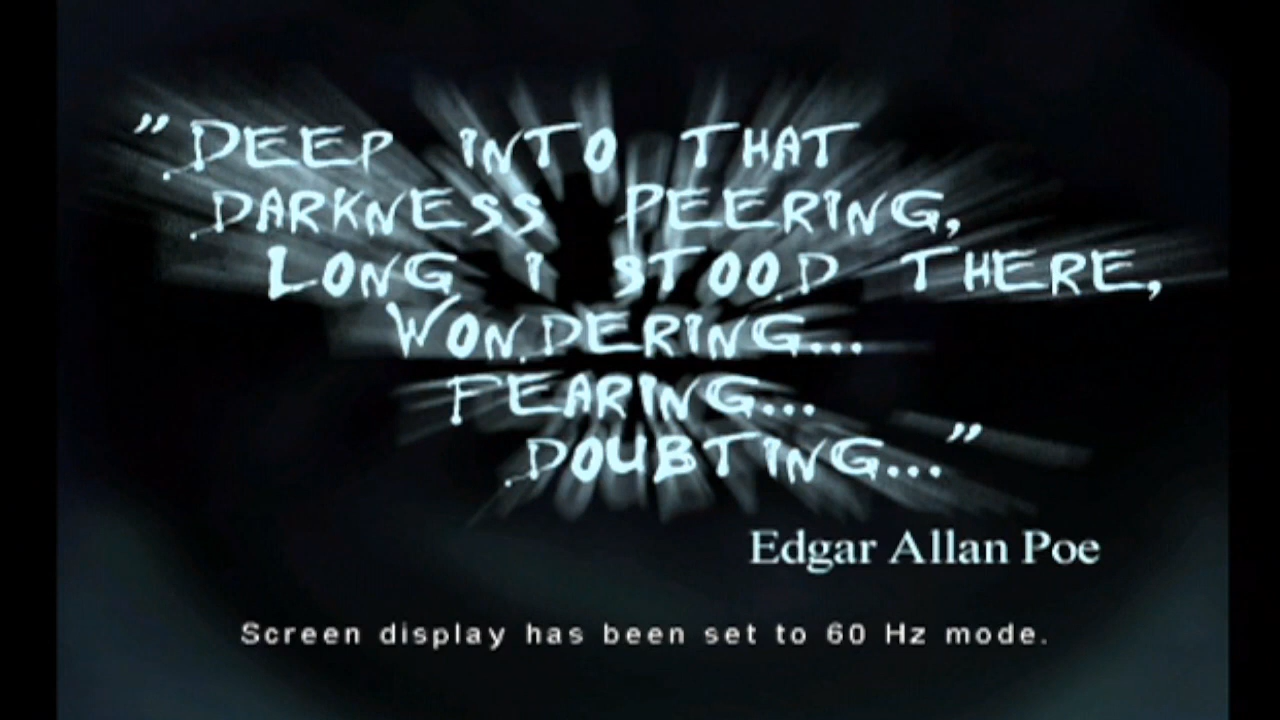 ”DEEP INTO THAT
DARKNESS PEERING,
LONG I STOOD THERE,
WONDERING...
FEARING...
DOUBTING...”
Edgar Allan Poe
Screen display has been set to 60 Hz mode.